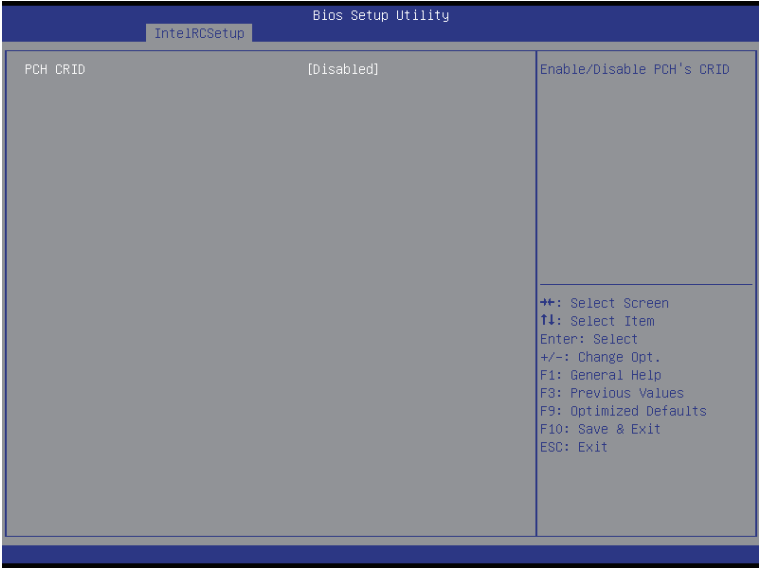 Bios Setup Utility
IntelRCSetup
PCH CRID [Disabled]
Enable/Disable PCH's CRID
→←: Select Screen
↑↓: Select Item
Enter: Select
+/-: Change Opt.
F1: General Help
F3: Previous Values
F9: Optimized Defaults
F10: Save & Exit
ESC: Exit